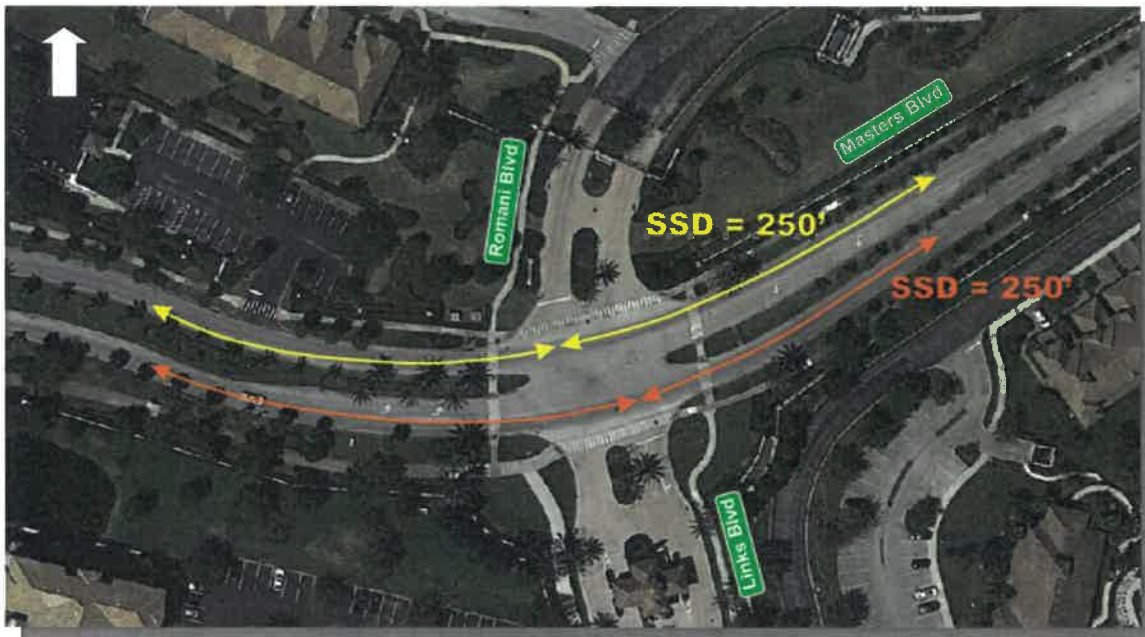 Masters Blvd
Romani Blvd
SSD = 250'
SSD = 250'
Links Blvd